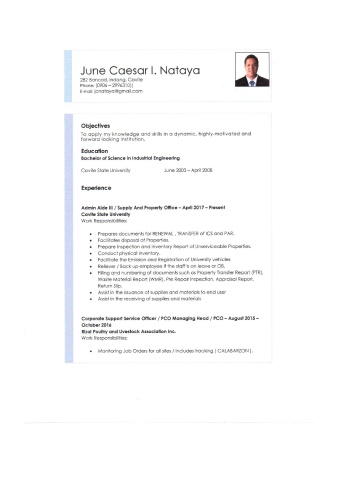 June Caesar I. Nataya
282 Bancod, Indang, Cavite
Phone: (0906 – 2976310)
E-mail: jcnataya@gmail.com
Objectives
To apply my knowledge and skills in a dynamic, highly-motivated and
forward looking institution.
Education
Bachelor of Science in Industrial Engineering
Cavite State University June 2003 – April 2008
Experience
Admin Aide III / Supply And Property Office – April 2017 – Present
Cavite State University
Work Responsibilities:
• Prepares documents for RENEWAL , TRANSFER of ICS and PAR.
• Facilitates disposal of Properties.
• Prepare Inspection and Inventory Report of Unserviceable Properties.
• Conduct physical inventory.
• Facilitate the Emission and Registration of University vehicles
• Reliever / Back up employee if the staff is on leave or OB.
• Filling and numbering of documents such as Property Transfer Report (PTR),
Waste Material Report (WMR), Pre Repair Inspection, Appraisal Report,
Return Slip.
• Assist in the issuance of supplies and materials to end user
• Assist in the receiving of supplies and materials
Corporate Support Service Officer / PCO Managing Head / PCO – August 2015 –
October 2016
Rizal Poultry and Livestock Association Inc.
Work Responsibilities:
• Monitoring Job Orders for all sites / includes tracking ( CALABARZON ).